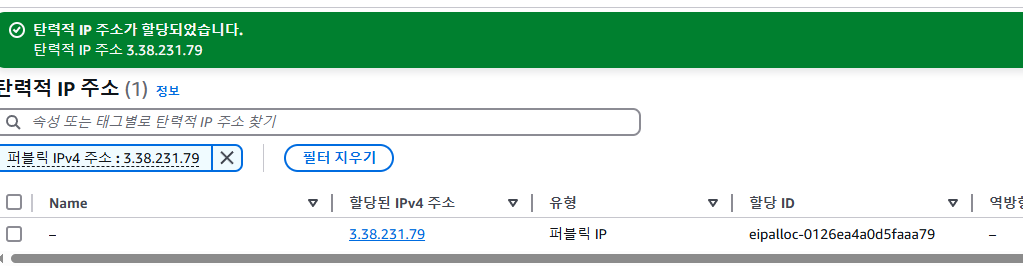 탄력적 IP 주소가 할당되었습니다.
탄력적 IP 주소 3.38.231.79
탄력적 IP 주소 (1) 정보
속성 또는 태그별로 탄력적 IP 주소 찾기
퍼블릭 IPv4 주소 : 3.38.231.79 필터 지우기
Name 할당된 IPv4 주소 유형 할당 ID 역방향
– 3.38.231.79 퍼블릭 IP eipalloc-0126ea4a0d5faaa79 –